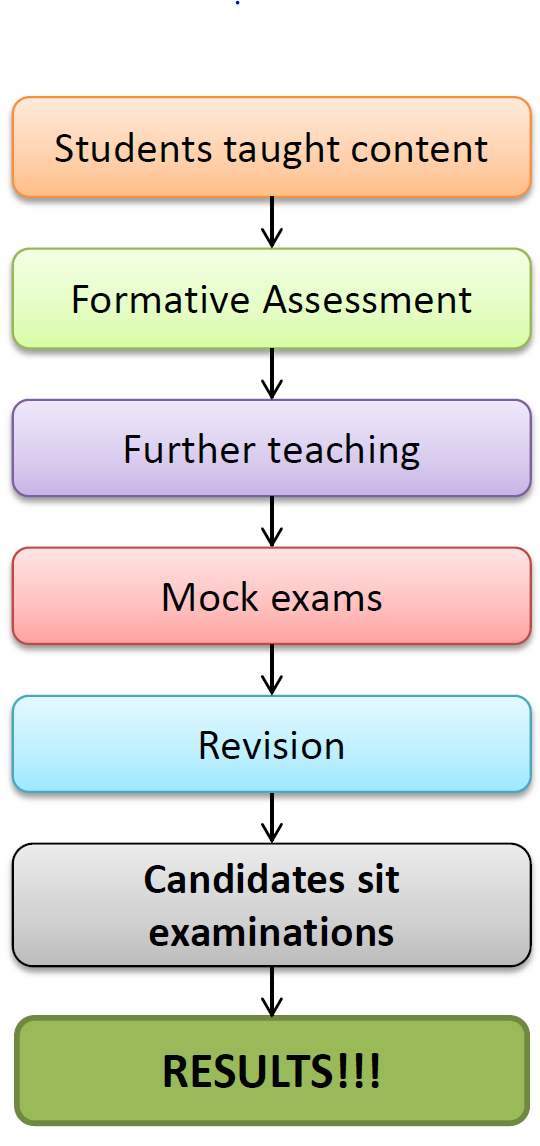 Students taught content
Formative Assessment
Further teaching
Mock exams
Revision
Candidates sit
examinations
RESULTS!!!